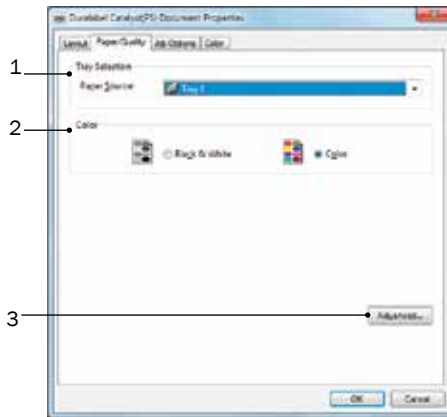 Duralabel Catalyst(PS) Document Properties
Layout Paper/Quality Job Options Color
1
Tray Selection
Paper Source: Tray 1
2
Color
Black & White Color
3
Advanced...
OK Cancel